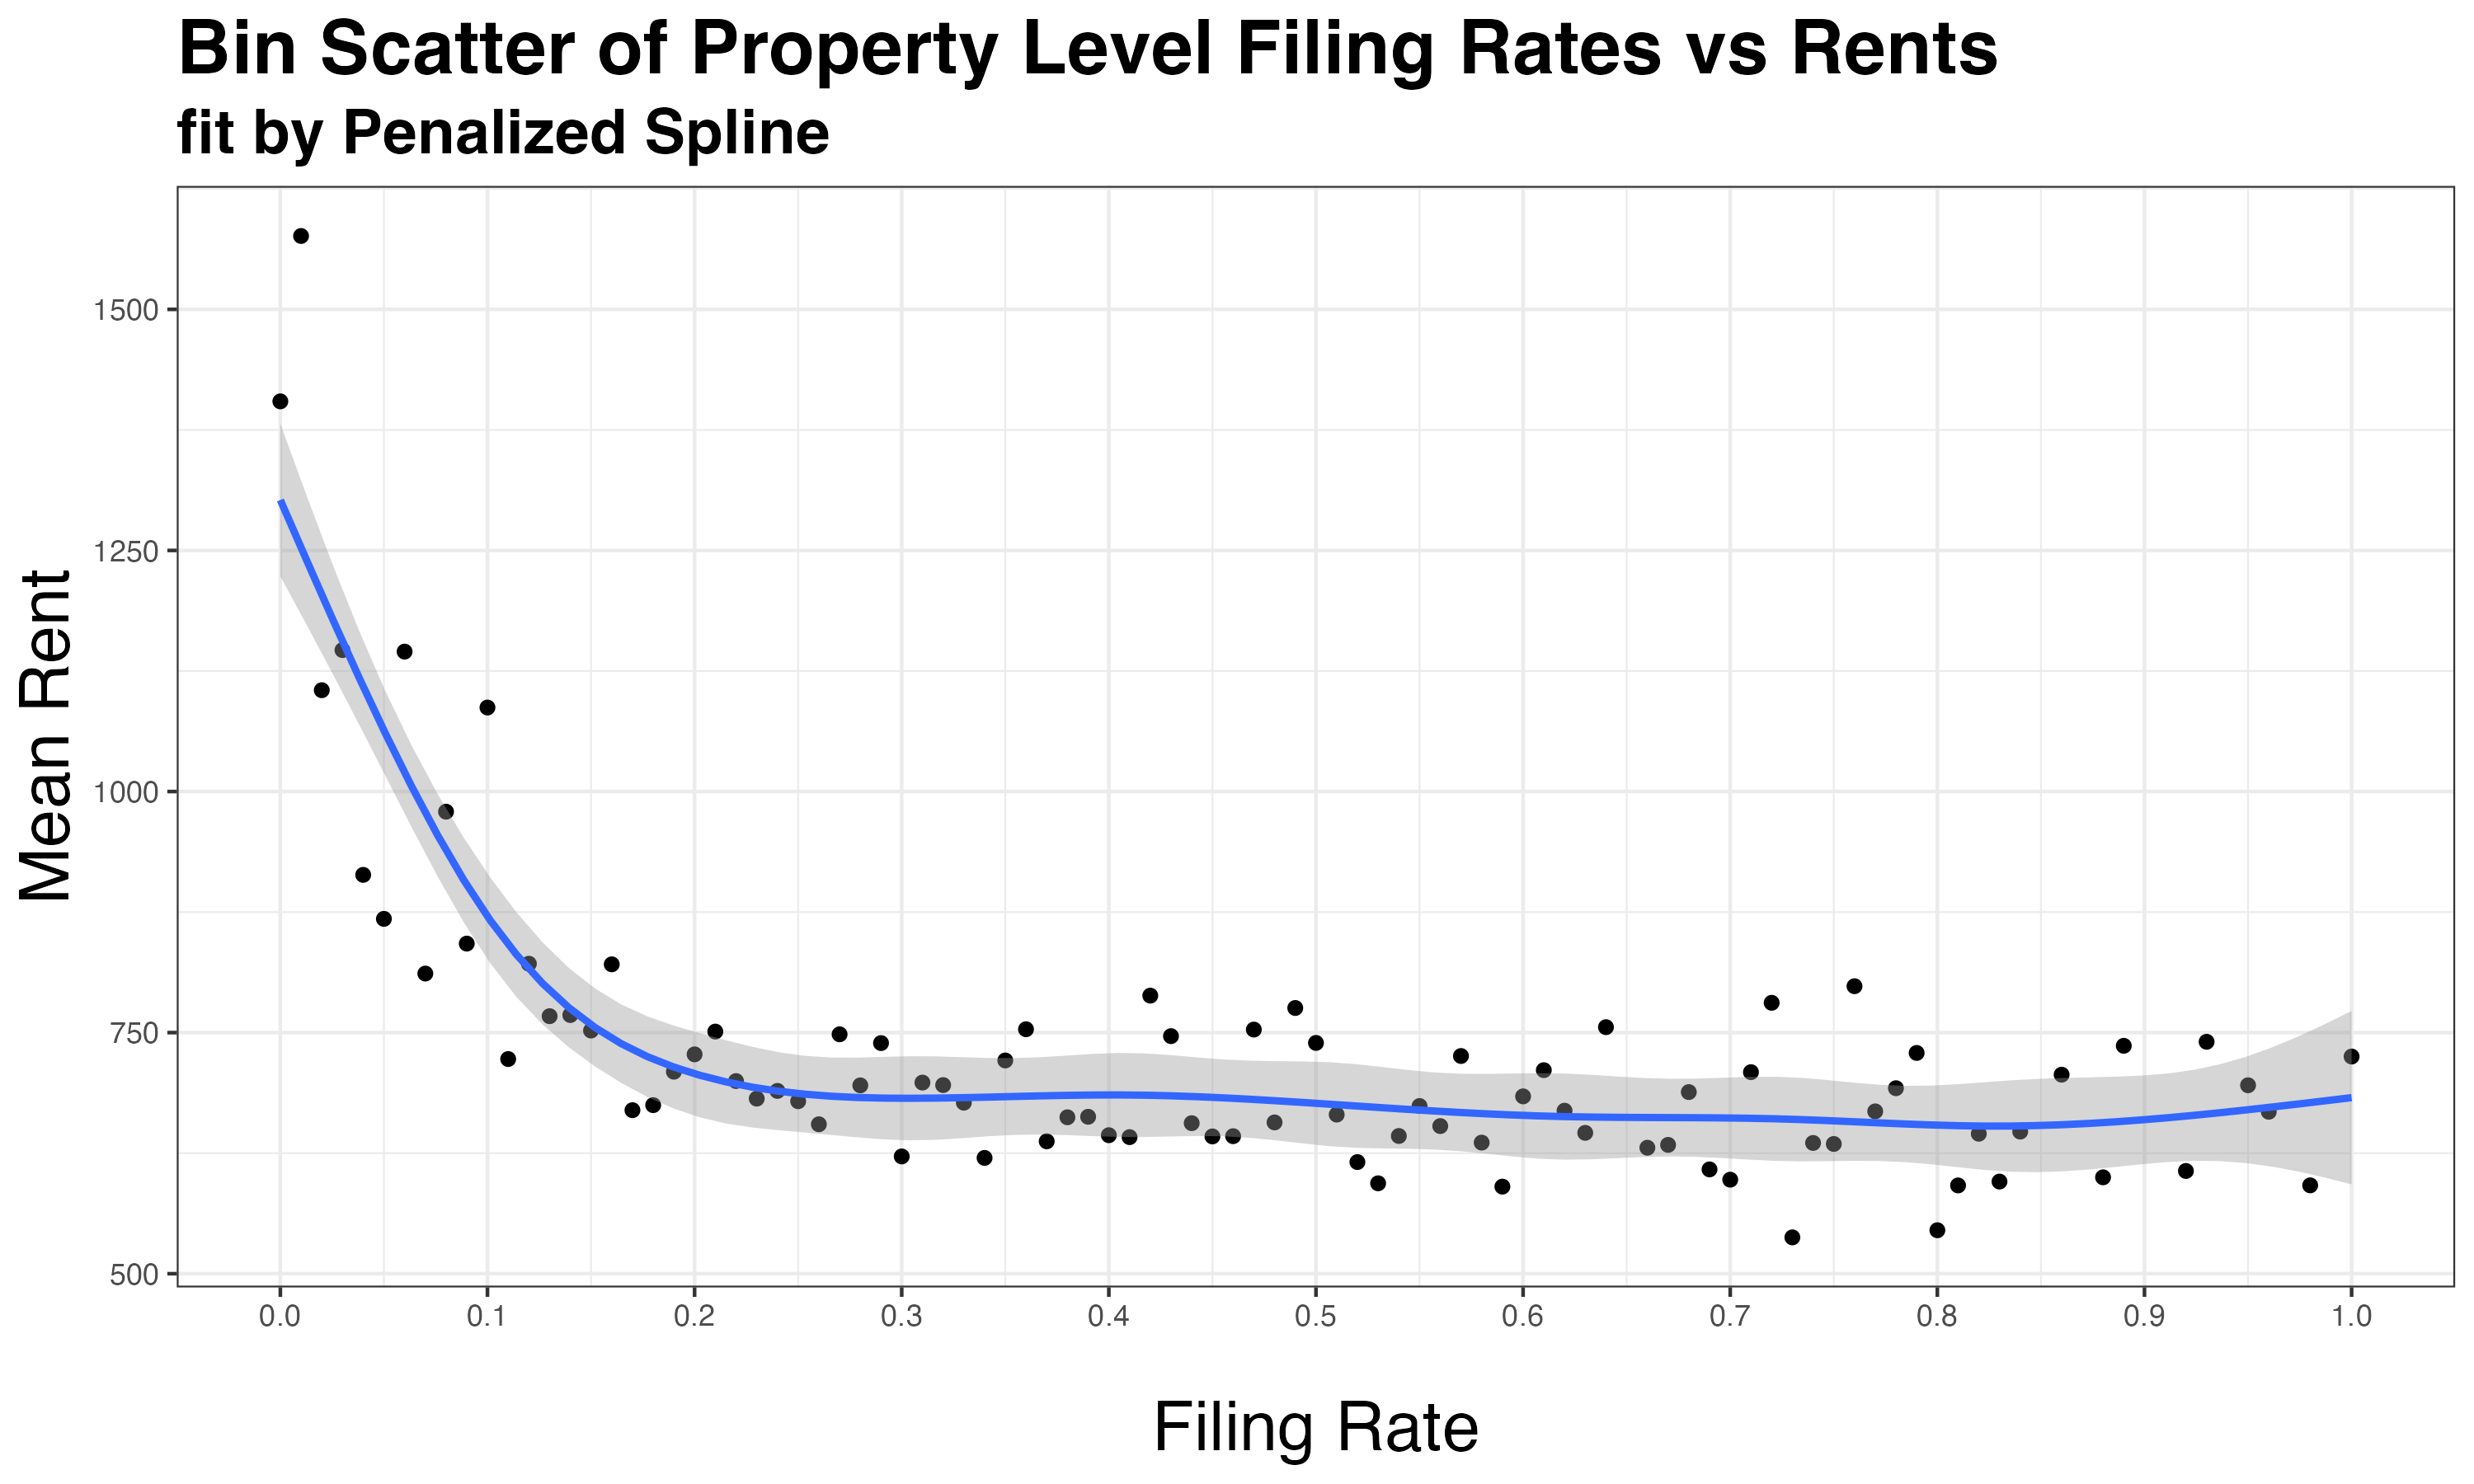 Bin Scatter of Property Level Filing Rates vs Rents
fit by Penalized Spline
Mean Rent
1500
1250
1000
750
500
0.0 0.1 0.2 0.3 0.4 0.5 0.6 0.7 0.8 0.9 1.0
Filing Rate